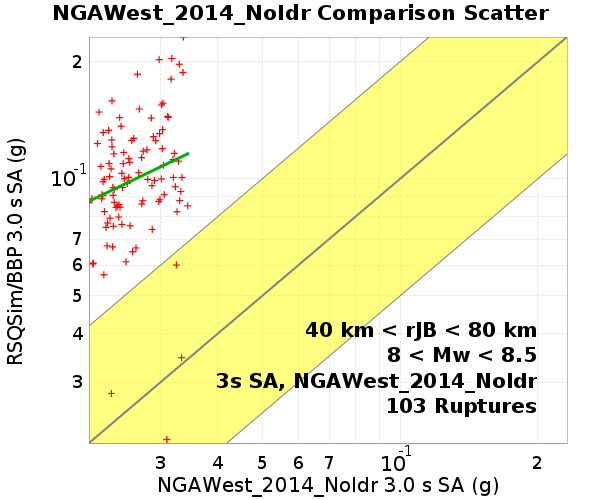 NGAWest_2014_NoIdr Comparison Scatter
RSQSim/BBP 3.0 s SA (g)
2
10-1
7
6
5
4
3
40 km < rJB < 80 km
8 < Mw < 8.5
3s SA, NGAWest_2014_NoIdr
103 Ruptures
3 4 5 6 7 10-1 2
NGAWest_2014_NoIdr 3.0 s SA (g)